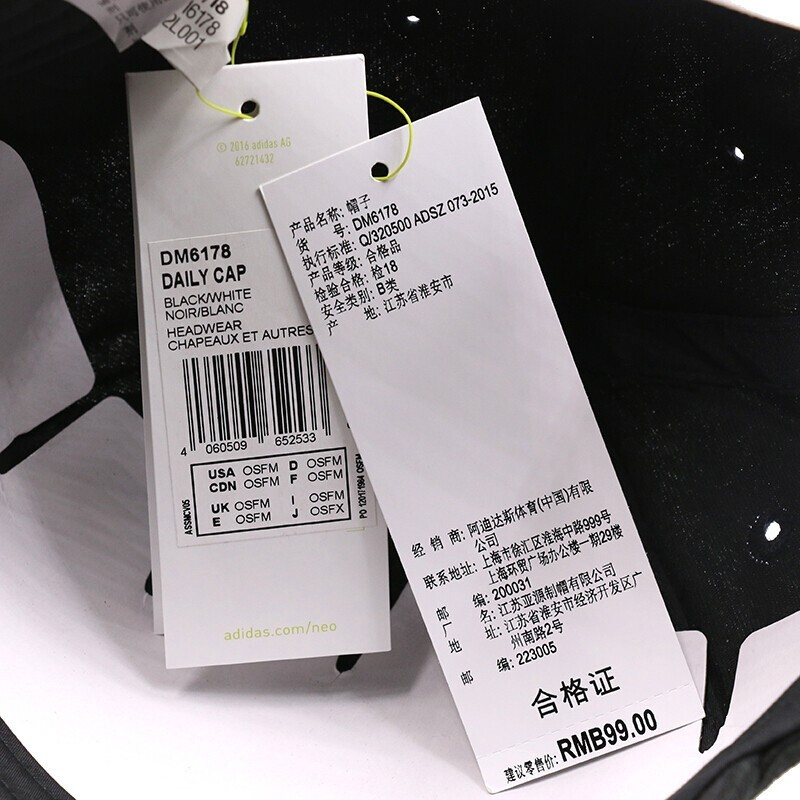 I6178
2L001
© 2016 adidas AG
62721432
DM6178
DAILY CAP
BLACK/WHITE
NOIR/BLANC
HEADWEAR
CHAPEAUX ET AUTRES
4 060509 652533
USA OSFM D OSFM
CDN OSFM F OSFM
UK OSFM I OSFM
E OSFM J OSFX
ASSMCV05
PO 0120171984 OSFM
adidas.com/neo
产品名称: 帽子
货 号: DM6178
执行标准: Q/320500 ADSZ 073-2015
产品等级: 合格品
检验合格: 检18
安全类别: B类
产 地: 江苏省淮安市
经 销 商: 阿迪达斯体育(中国)有限
公司
联系地址: 上海市徐汇区淮海中路999号
上海环贸广场办公楼一期29楼
邮 编: 200031
厂 名: 江苏亚源制帽有限公司
地 址: 江苏省淮安市经济开发区广
州南路2号
邮 编: 223005
合格证
建议零售价: RMB99.00